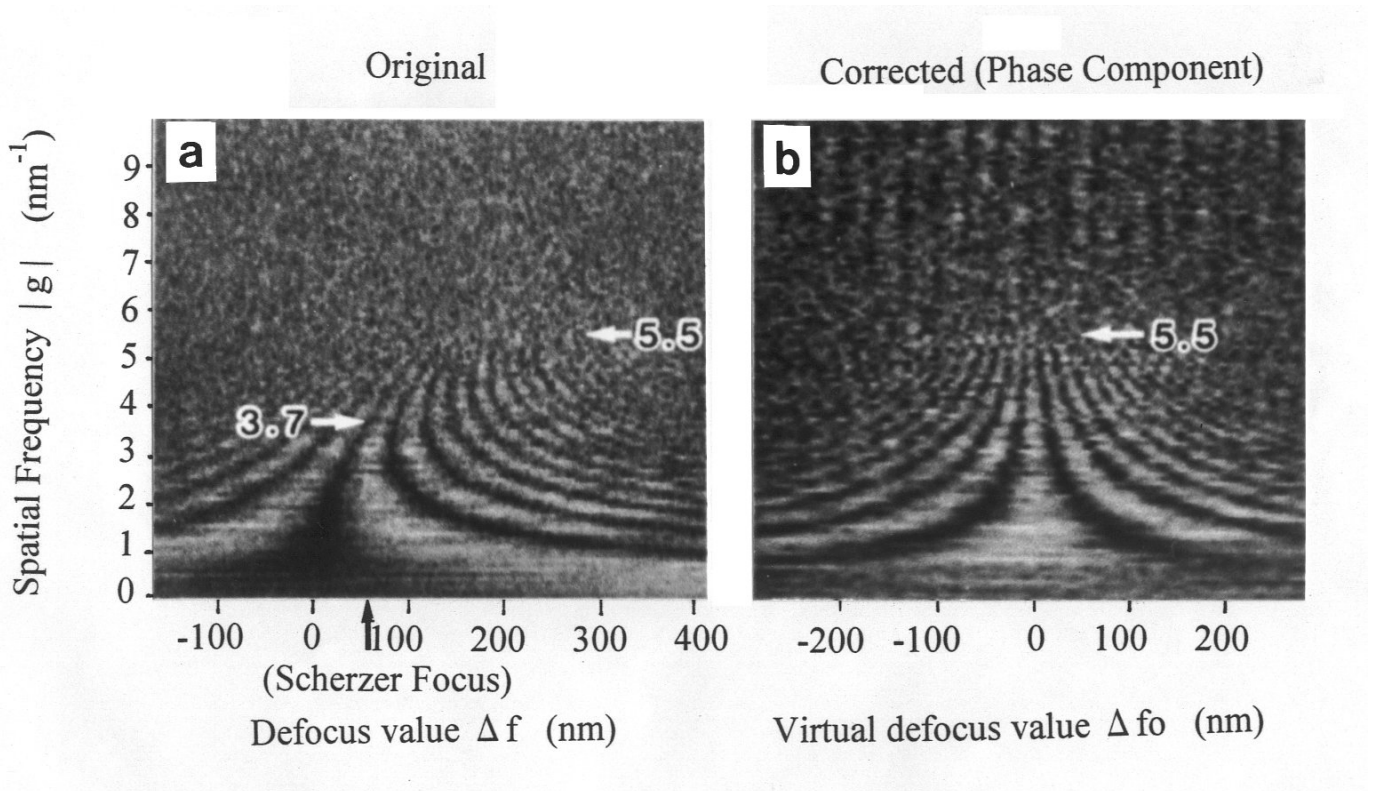 Original
Corrected (Phase Component)
a
b
Spatial Frequency |g| (nm⁻¹)
9
8
7
6
5
4
3
2
1
0
5.5
3.7
5.5
-100 0 100 200 300 400
-200 -100 0 100 200
(Scherzer Focus)
Defocus value Δf (nm)
Virtual defocus value Δfo (nm)